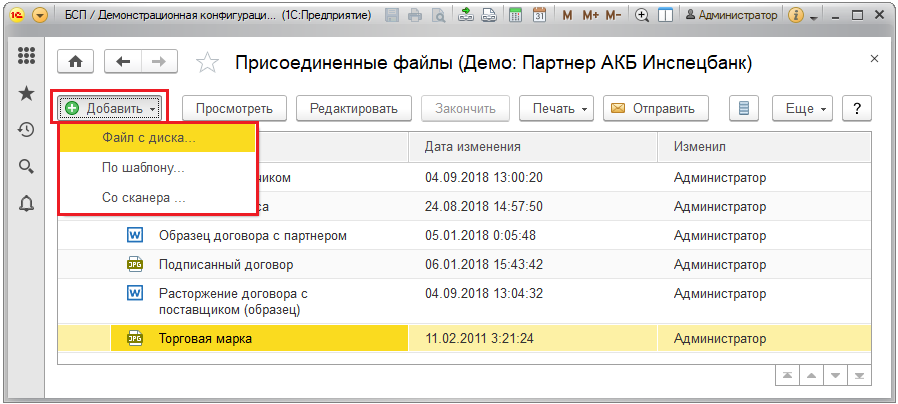 БСП / Демонстрационная конфигураци... (1С:Предприятие)
M M+ M-
Администратор
Присоединенные файлы (Демо: Партнер АКБ Инспецбанк)
Добавить
Просмотреть
Редактировать
Закончить
Печать
Отправить
Еще
?
Файл с диска...
По шаблону...
Со сканера ...
Дата изменения
Изменил
чиком
04.09.2018 13:00:20
Администратор
са
24.08.2018 14:57:50
Администратор
Образец договора с партнером
05.01.2018 0:05:48
Администратор
JPG
Подписанный договор
06.01.2018 15:43:42
Администратор
Расторжение договора с
поставщиком (образец)
04.09.2018 13:04:32
Администратор
JPG
Торговая марка
11.02.2011 3:21:24
Администратор